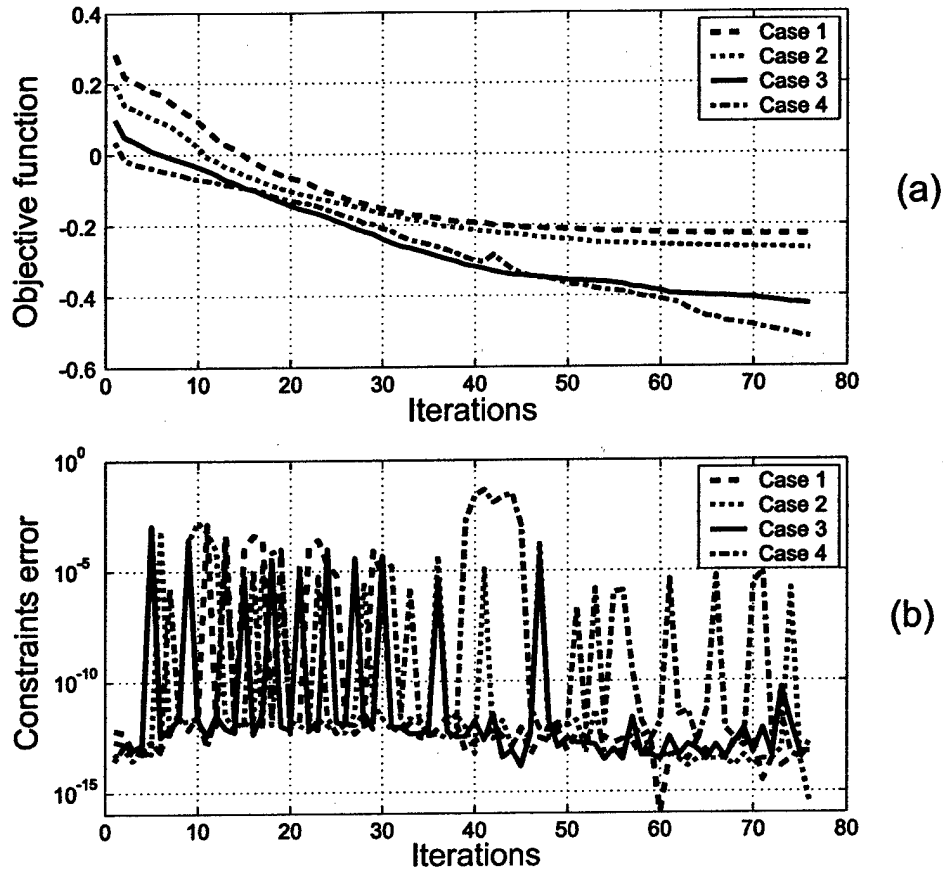 0.4
0.2
0
-0.2
-0.4
-0.6
Objective function
Case 1
Case 2
Case 3
Case 4
0 10 20 30 40 50 60 70 80
Iterations
(a)
10^0
10^-5
10^-10
10^-15
Constraints error
Case 1
Case 2
Case 3
Case 4
0 10 20 30 40 50 60 70 80
Iterations
(b)